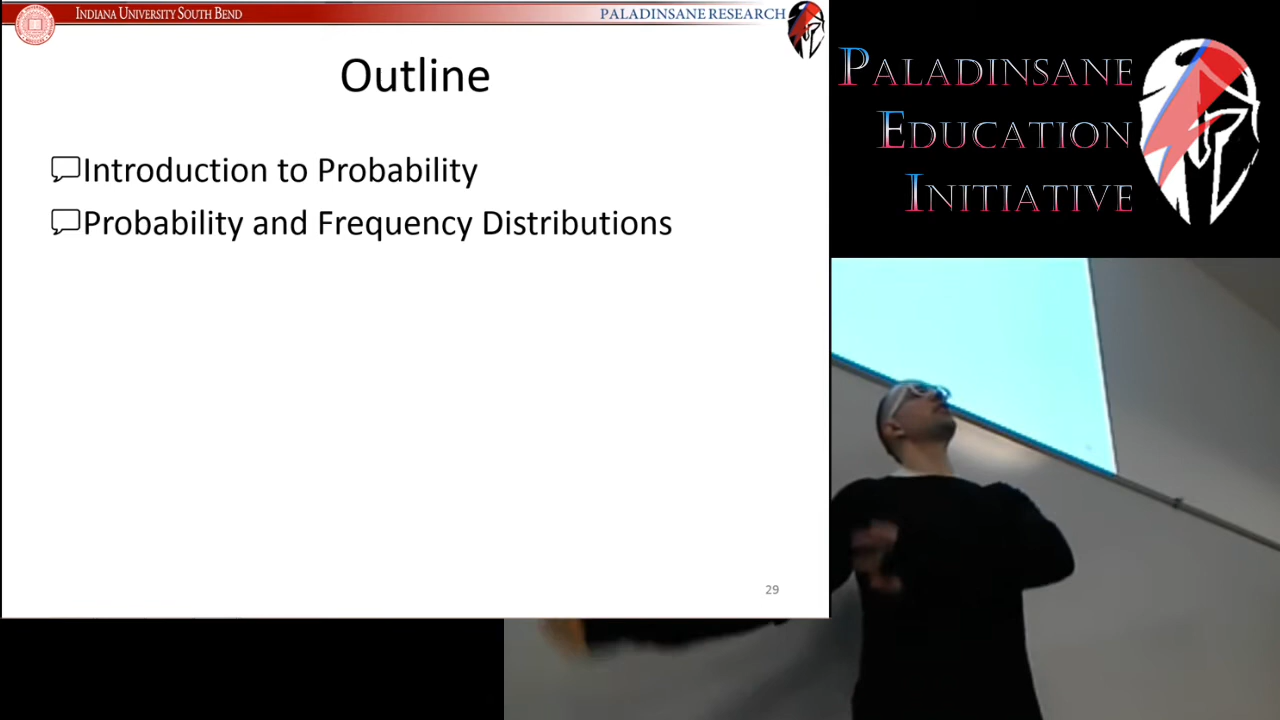 INDIANA UNIVERSITY SOUTH BEND
PALADINSANE RESEARCH
Outline
Introduction to Probability
Probability and Frequency Distributions
29
PALADINSANE
EDUCATION
INITIATIVE